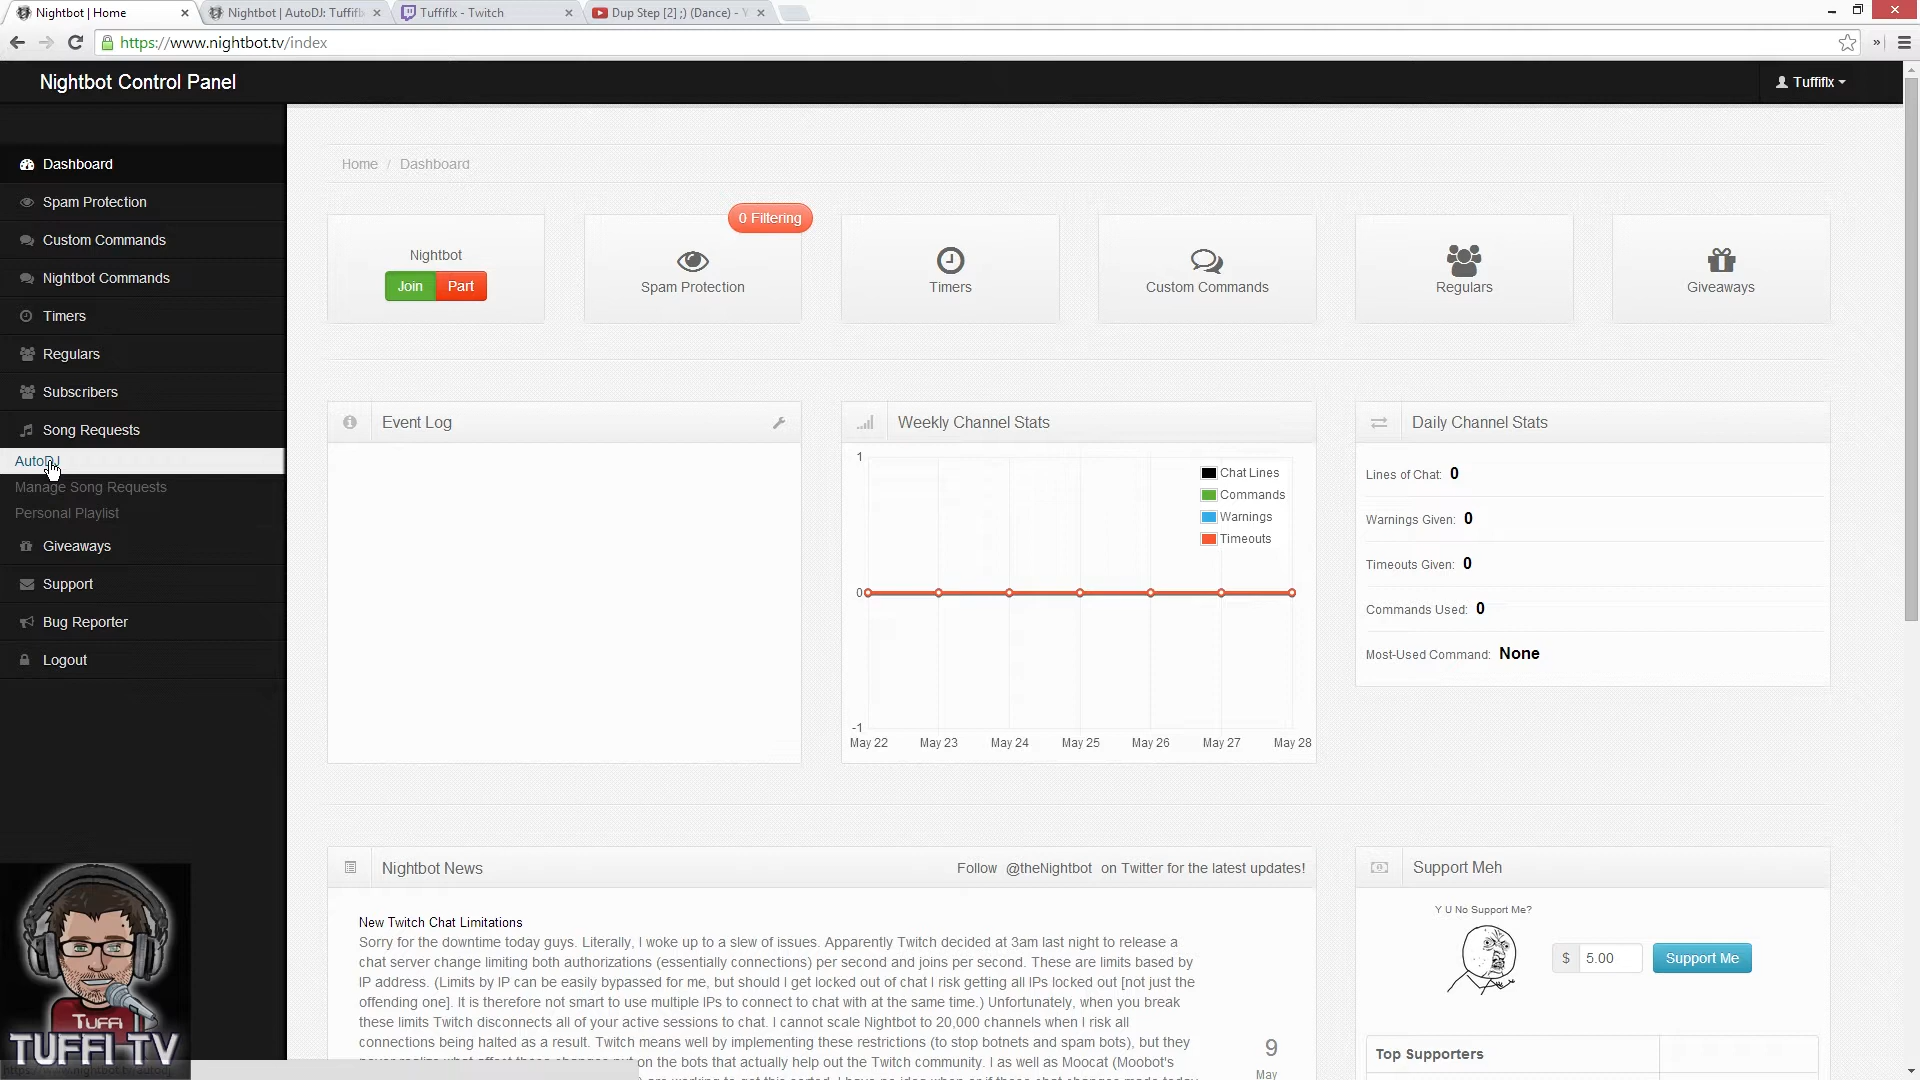 Nightbot | Home
Nightbot | AutoDJ: Tuffifl
Tuffiflx - Twitch
Dup Step [2] ;) (Dance) -
https://www.nightbot.tv/index
Nightbot Control Panel
Tuffiflx
Dashboard
Spam Protection
Custom Commands
Nightbot Commands
Timers
Regulars
Subscribers
Song Requests
AutoDJ
Manage Song Requests
Personal Playlist
Giveaways
Support
Bug Reporter
Logout
Home / Dashboard
Nightbot
Join Part
0 Filtering
Spam Protection
Timers
Custom Commands
Regulars
Giveaways
Event Log
Weekly Channel Stats
1
0
-1
Chat Lines
Commands
Warnings
Timeouts
May 22 May 23 May 24 May 25 May 26 May 27 May 28
Daily Channel Stats
Lines of Chat: 0
Warnings Given: 0
Timeouts Given: 0
Commands Used: 0
Most-Used Command: None
Nightbot News
Follow @theNightbot on Twitter for the latest updates!
New Twitch Chat Limitations
Sorry for the downtime today guys. Literally, I woke up to a slew of issues. Apparently Twitch decided at 3am last night to release a
chat server change limiting both authorizations (essentially connections) per second and joins per second. These are limits based by
IP address. (Limits by IP can be easily bypassed for me, but should I get locked out of chat I risk getting all IPs locked out [not just the
offending one]. It is therefore not smart to use multiple IPs to connect to chat with at the same time.) Unfortunately, when you break
these limits Twitch disconnects all of your active sessions to chat. I cannot scale Nightbot to 20,000 channels when I risk all
connections being halted as a result. Twitch means well by implementing these restrictions (to stop botnets and spam bots), but they
on the bots that actually help out the Twitch community. I as well as Moocat (Moobot's
9
May
Support Meh
Y U No Support Me?
$ 5.00
Support Me
Top Supporters
TUFFI
TUFFI TV